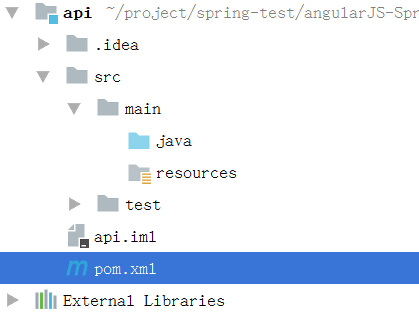 api ~/project/spring-test/angularJS-Spr
.idea
src
main
java
resources
test
api.iml
pom.xml
External Libraries